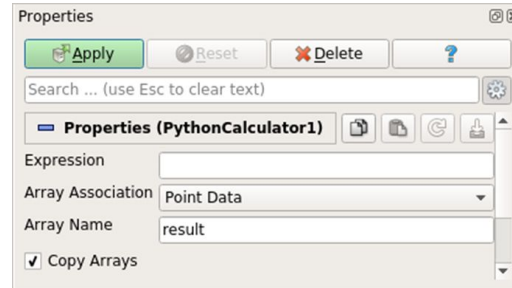 Properties
Apply
Reset
Delete
?
Search ... (use Esc to clear text)
Properties (PythonCalculator1)
Expression
Array Association Point Data
Array Name result
Copy Arrays